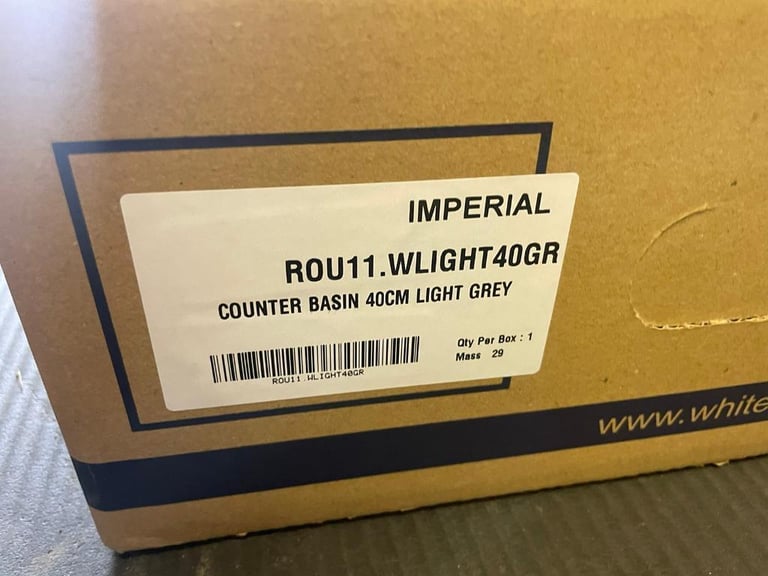 IMPERIAL
ROU11.WLIGHT40GR
COUNTER BASIN 40CM LIGHT GREY
Qty Per Box : 1
Mass 29
ROU11.WLIGHT40GR
www.white